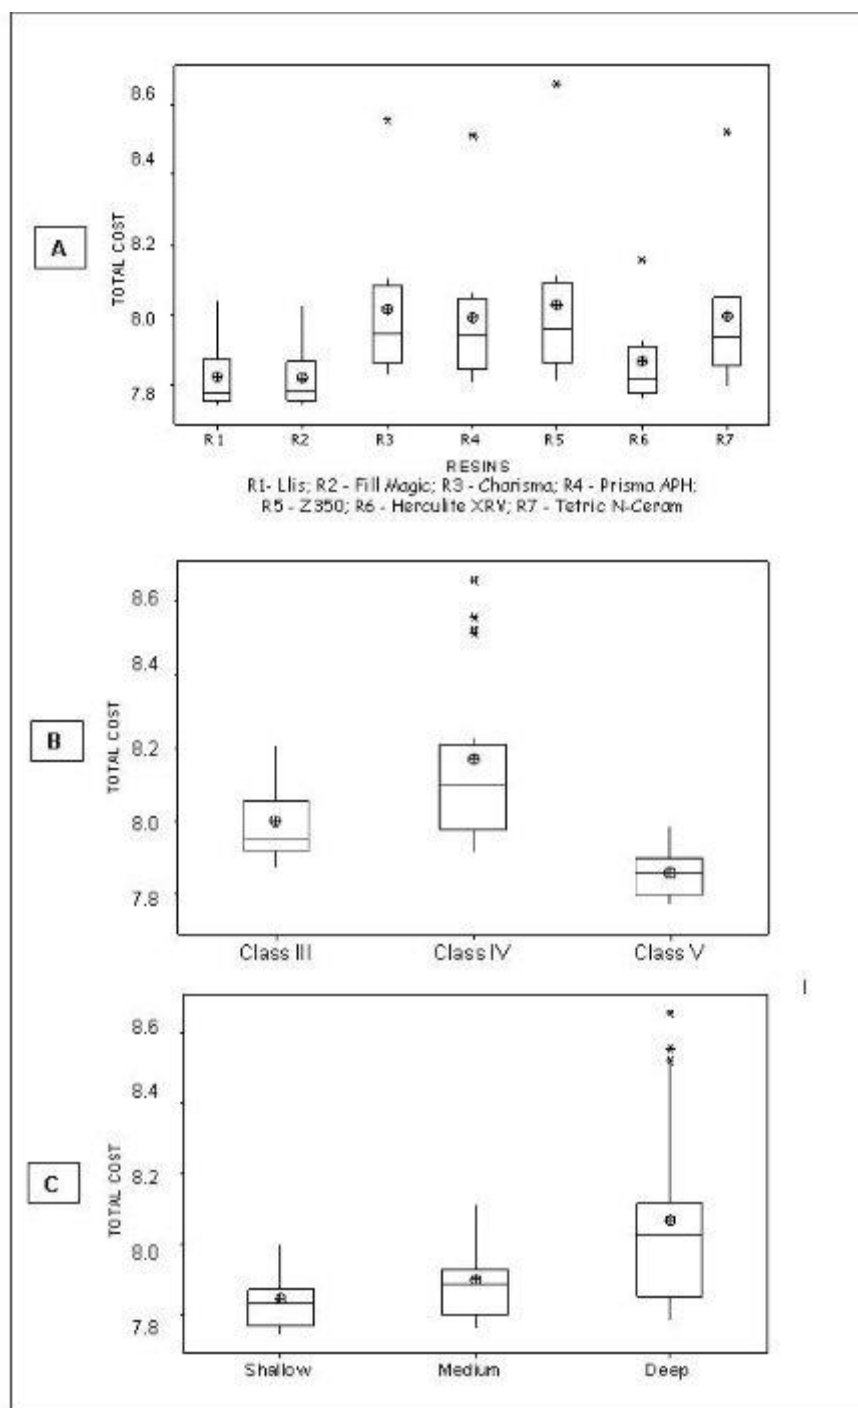 8.6
8.4
8.2
8.0
7.8
TOTAL COST
A
R1 R2 R3 R4 R5 R6 R7
RESINS
R1- Llis; R2 - Fill Magic; R3 - Charisma; R4 - Prisma APH;
R5 - Z350; R6 - Herculite XRV; R7 - Tetric N-Ceram
8.6
8.4
8.2
8.0
7.8
TOTAL COST
B
Class III Class IV Class V
8.6
8.4
8.2
8.0
7.8
TOTAL COST
C
Shallow Medium Deep